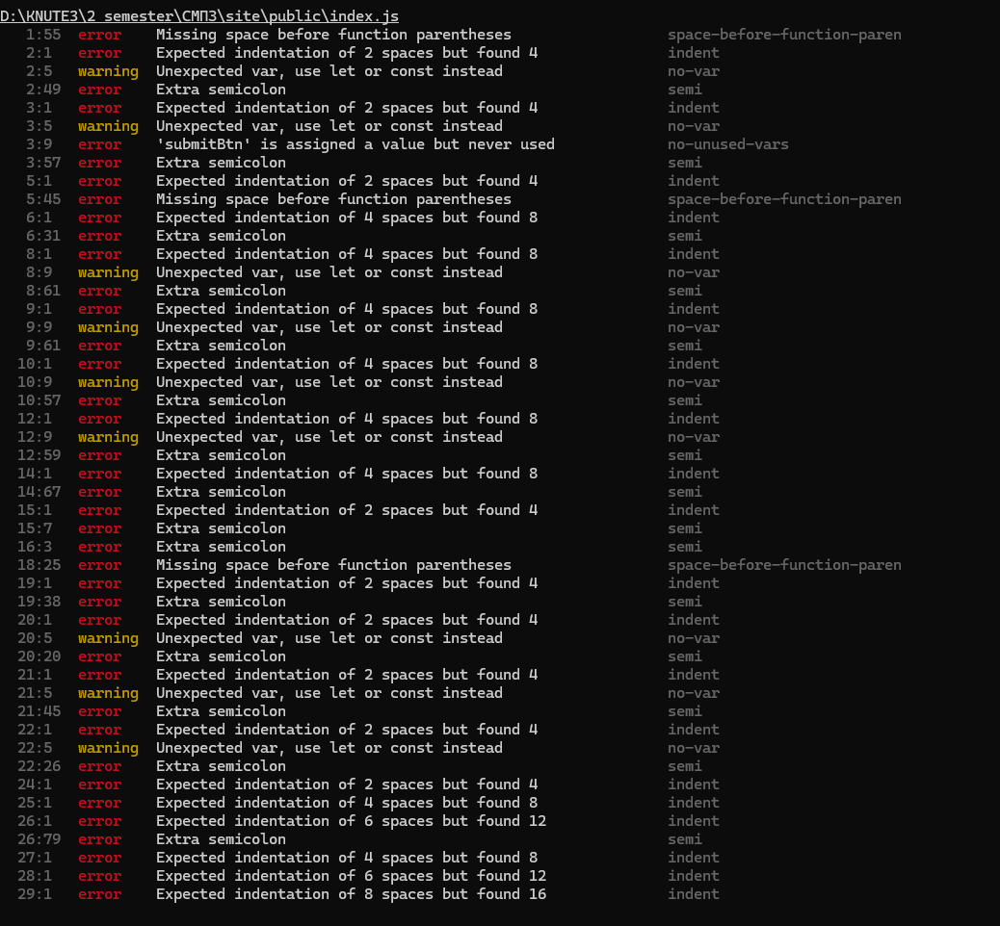 D:\KNUTE3\2 semester\СМПЗ\site\public\index.js
1:55 error Missing space before function parentheses space-before-function-paren
2:1 error Expected indentation of 2 spaces but found 4 indent
2:5 warning Unexpected var, use let or const instead no-var
2:49 error Extra semicolon semi
3:1 error Expected indentation of 2 spaces but found 4 indent
3:5 warning Unexpected var, use let or const instead no-var
3:9 error 'submitBtn' is assigned a value but never used no-unused-vars
3:57 error Extra semicolon semi
5:1 error Expected indentation of 2 spaces but found 4 indent
5:45 error Missing space before function parentheses space-before-function-paren
6:1 error Expected indentation of 4 spaces but found 8 indent
6:31 error Extra semicolon semi
8:1 error Expected indentation of 4 spaces but found 8 indent
8:9 warning Unexpected var, use let or const instead no-var
8:61 error Extra semicolon semi
9:1 error Expected indentation of 4 spaces but found 8 indent
9:9 warning Unexpected var, use let or const instead no-var
9:61 error Extra semicolon semi
10:1 error Expected indentation of 4 spaces but found 8 indent
10:9 warning Unexpected var, use let or const instead no-var
10:57 error Extra semicolon semi
12:1 error Expected indentation of 4 spaces but found 8 indent
12:9 warning Unexpected var, use let or const instead no-var
12:59 error Extra semicolon semi
14:1 error Expected indentation of 4 spaces but found 8 indent
14:67 error Extra semicolon semi
15:1 error Expected indentation of 2 spaces but found 4 indent
15:7 error Extra semicolon semi
16:3 error Extra semicolon semi
18:25 error Missing space before function parentheses space-before-function-paren
19:1 error Expected indentation of 2 spaces but found 4 indent
19:38 error Extra semicolon semi
20:1 error Expected indentation of 2 spaces but found 4 indent
20:5 warning Unexpected var, use let or const instead no-var
20:20 error Extra semicolon semi
21:1 error Expected indentation of 2 spaces but found 4 indent
21:5 warning Unexpected var, use let or const instead no-var
21:45 error Extra semicolon semi
22:1 error Expected indentation of 2 spaces but found 4 indent
22:5 warning Unexpected var, use let or const instead no-var
22:26 error Extra semicolon semi
24:1 error Expected indentation of 2 spaces but found 4 indent
25:1 error Expected indentation of 4 spaces but found 8 indent
26:1 error Expected indentation of 6 spaces but found 12 indent
26:79 error Extra semicolon semi
27:1 error Expected indentation of 4 spaces but found 8 indent
28:1 error Expected indentation of 6 spaces but found 12 indent
29:1 error Expected indentation of 8 spaces but found 16 indent